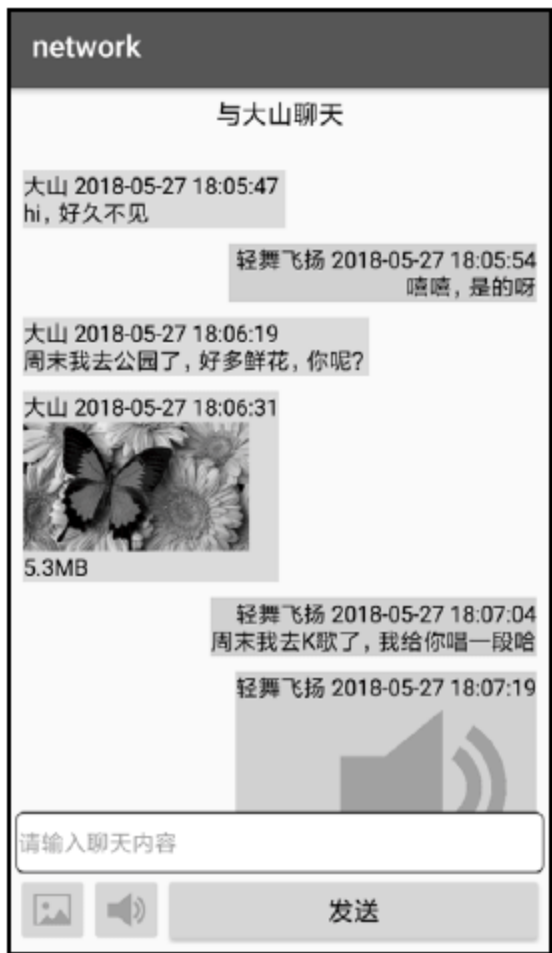 network
与大山聊天
大山 2018-05-27 18:05:47
hi, 好久不见
轻舞飞扬 2018-05-27 18:05:54
嘻嘻, 是的呀
大山 2018-05-27 18:06:19
周末我去公园了, 好多鲜花, 你呢?
大山 2018-05-27 18:06:31
5.3MB
轻舞飞扬 2018-05-27 18:07:04
周末我去K歌了, 我给你唱一段哈
轻舞飞扬 2018-05-27 18:07:19
请输入聊天内容
发送